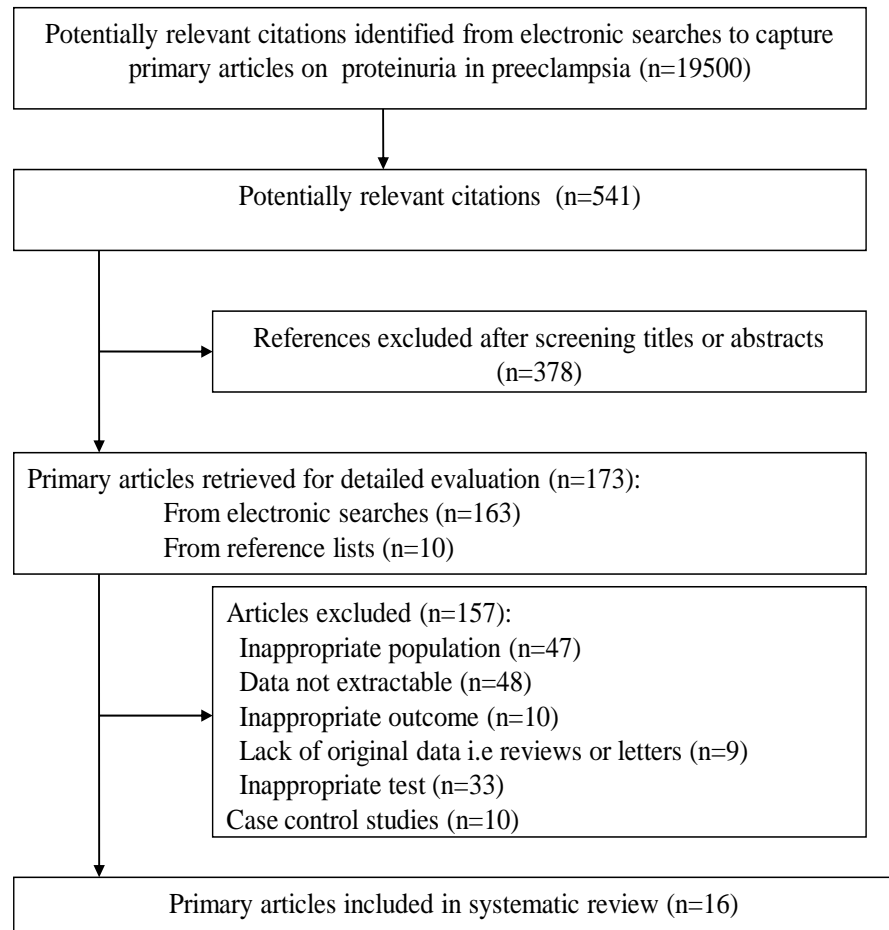 Potentially relevant citations identified from electronic searches to capture
primary articles on proteinuria in preeclampsia (n=19500)
Potentially relevant citations (n=541)
References excluded after screening titles or abstracts
(n=378)
Primary articles retrieved for detailed evaluation (n=173):
From electronic searches (n=163)
From reference lists (n=10)
Articles excluded (n=157):
Inappropriate population (n=47)
Data not extractable (n=48)
Inappropriate outcome (n=10)
Lack of original data i.e reviews or letters (n=9)
Inappropriate test (n=33)
Case control studies (n=10)
Primary articles included in systematic review (n=16)